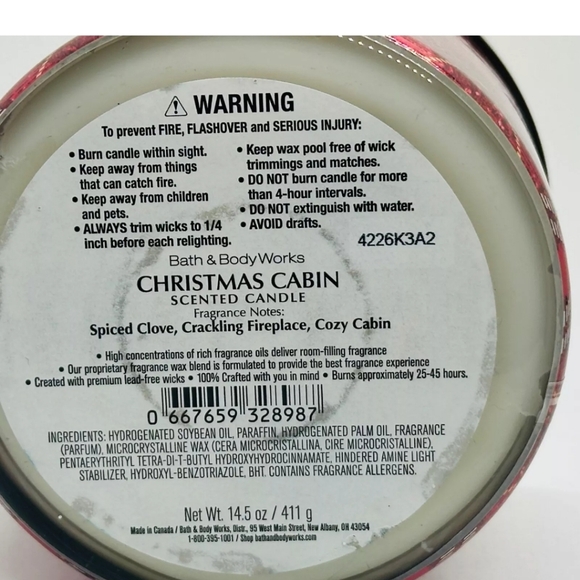 ⚠ WARNING
To prevent FIRE, FLASHOVER and SERIOUS INJURY:
• Burn candle within sight.
• Keep away from things
that can catch fire.
• Keep away from children
and pets.
• ALWAYS trim wicks to 1/4
inch before each relighting.
• Keep wax pool free of wick
trimmings and matches.
• DO NOT burn candle for more
than 4-hour intervals.
• DO NOT extinguish with water.
• AVOID drafts.
4226K3A2
Bath & Body Works
CHRISTMAS CABIN
SCENTED CANDLE
Fragrance Notes:
Spiced Clove, Crackling Fireplace, Cozy Cabin
• High concentrations of rich fragrance oils deliver room-filling fragrance
• Our proprietary fragrance wax blend is formulated to provide the best fragrance experience
• Created with premium lead-free wicks • 100% Crafted with you in mind • Burns approximately 25-45 hours.
0 667659 328987
INGREDIENTS: HYDROGENATED SOYBEAN OIL, PARAFFIN, HYDROGENATED PALM OIL, FRAGRANCE
(PARFUM), MICROCRYSTALLINE WAX (CERA MICROCRISTALLINA, CIRE MICROCRISTALLINE),
PENTAERYTHRITYL TETRA-DI-T-BUTYL HYDROXYHYDROCINNAMATE, HINDERED AMINE LIGHT
STABILIZER, HYDROXYL-BENZOTRIAZOLE, BHT. CONTAINS FRAGRANCE ALLERGENS.
Net Wt. 14.5 oz / 411 g
Made in Canada / Bath & Body Works, Distr., 95 West Main Street, New Albany, OH 43054
1-800-395-1001 / Shop bathandbodyworks.com